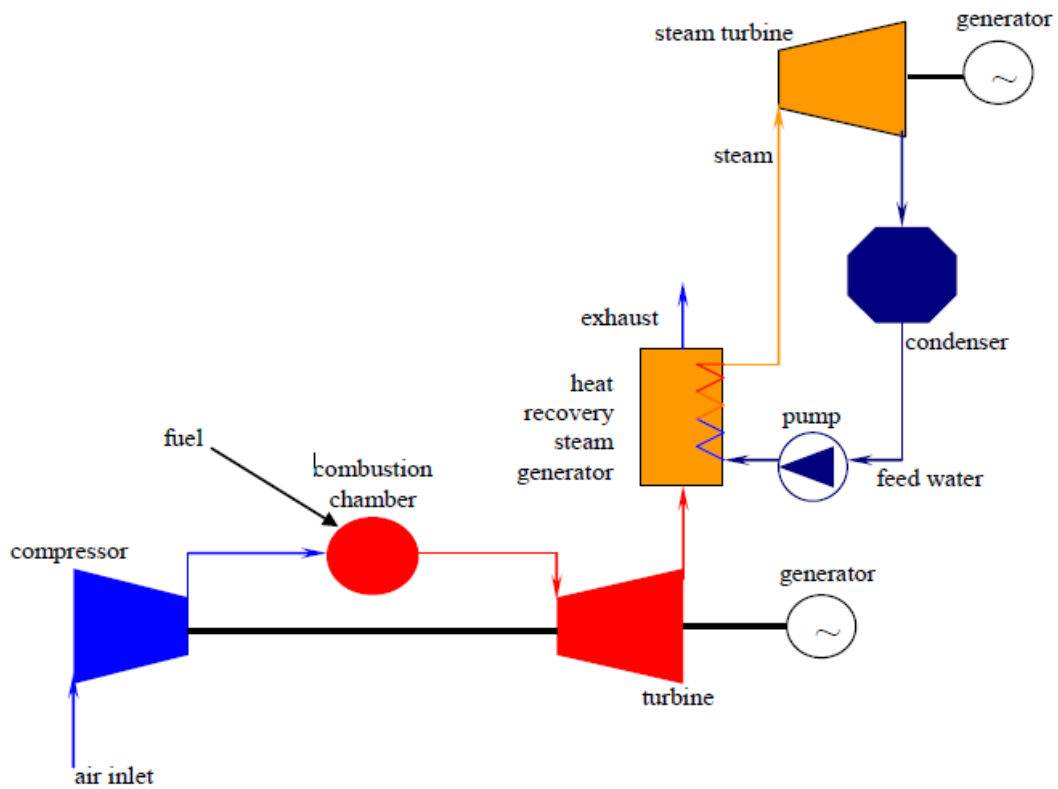 generator
steam turbine
~
steam
exhaust
condenser
heat
recovery
steam
generator
pump
feed water
fuel
combustion
chamber
compressor
generator
~
turbine
air inlet